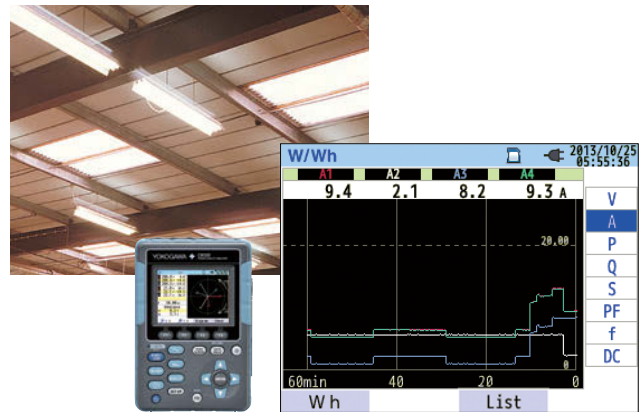 W/Wh
2013/10/25
05:55:36
A1 A2 A3 A4
9.4 2.1 8.2 9.3 A
V
A
P
Q
S
PF
f
DC
20.00
0
60min 40 20 0
Wh List
YOKOGAWA